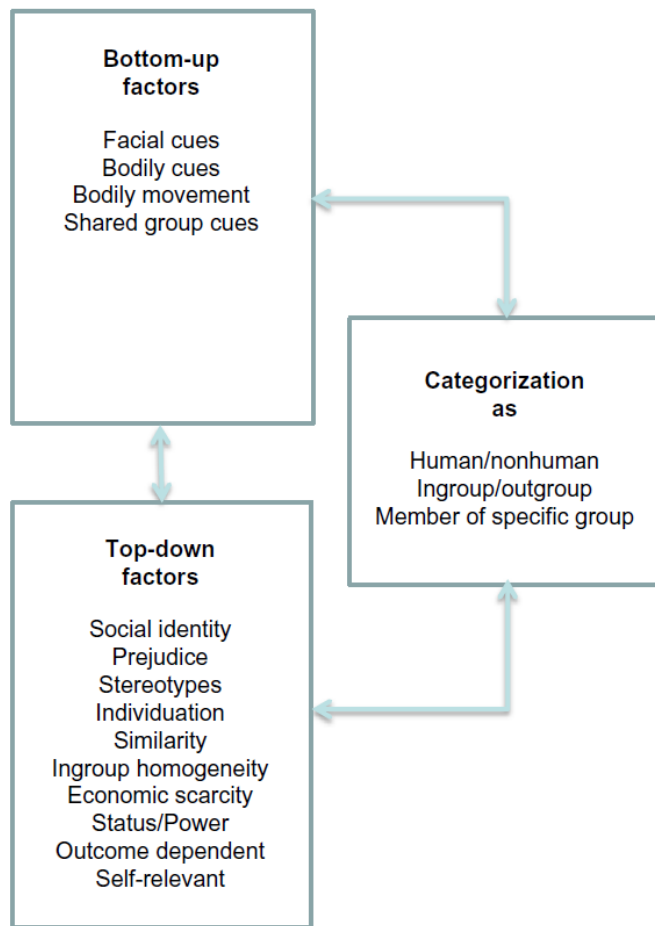 Bottom-up
factors
Facial cues
Bodily cues
Bodily movement
Shared group cues
Categorization
as
Human/nonhuman
Ingroup/outgroup
Member of specific group
Top-down
factors
Social identity
Prejudice
Stereotypes
Individuation
Similarity
Ingroup homogeneity
Economic scarcity
Status/Power
Outcome dependent
Self-relevant